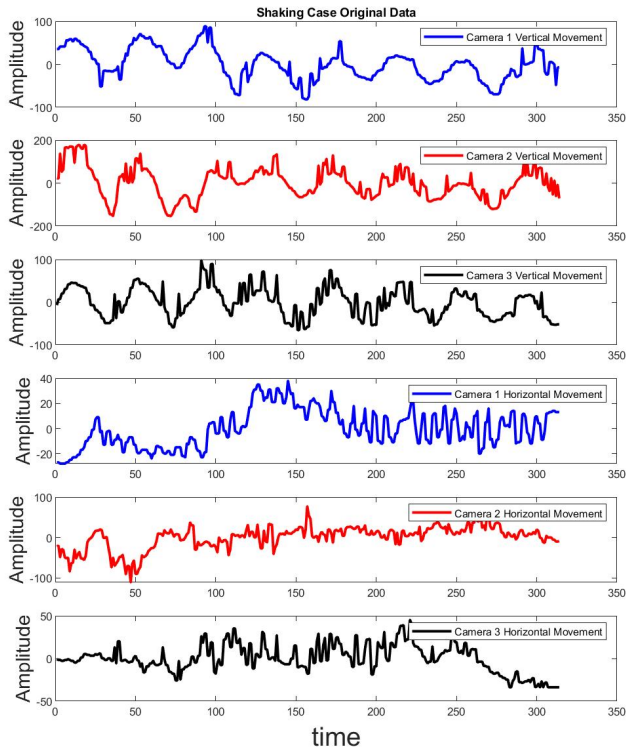 Shaking Case Original Data
Amplitude
100
0
-100
Camera 1 Vertical Movement
0 50 100 150 200 250 300 350
Amplitude
200
0
-200
Camera 2 Vertical Movement
0 50 100 150 200 250 300 350
Amplitude
100
0
-100
Camera 3 Vertical Movement
0 50 100 150 200 250 300 350
Amplitude
40
20
0
-20
Camera 1 Horizontal Movement
0 50 100 150 200 250 300 350
Amplitude
100
0
-100
Camera 2 Horizontal Movement
0 50 100 150 200 250 300 350
Amplitude
50
0
-50
Camera 3 Horizontal Movement
0 50 100 150 200 250 300 350
time